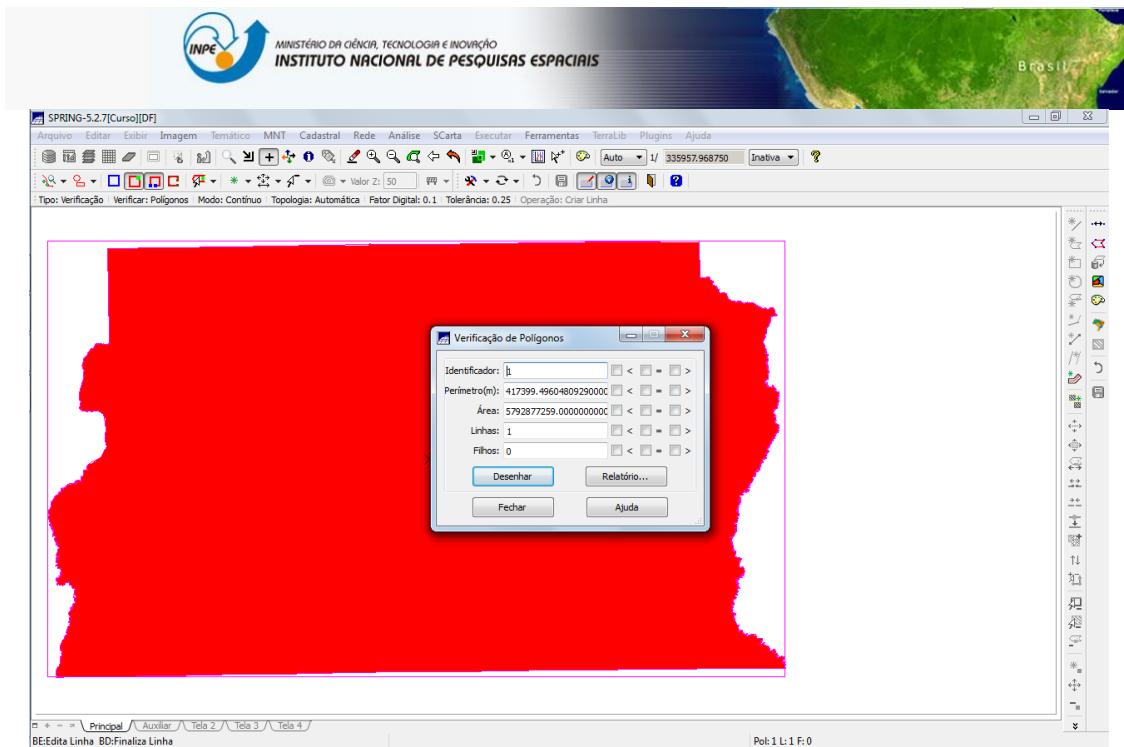 INPE
MINISTÉRIO DA CIÊNCIA, TECNOLOGIA E INOVAÇÃO
INSTITUTO NACIONAL DE PESQUISAS ESPACIAIS
Brasil
SPRING-5.2.7[Curso][DF]
Arquivo Editar Exibir Imagem Temático MNT Cadastral Rede Análise SCarta Executar Ferramentas TerraLib Plugins Ajuda
Auto 1/ 335957.968750 Inativa
Valor Z: 50
Tipo: Verificação Verificar: Polígonos Modo: Contínuo Topologia: Automática Fator Digital: 0.1 Tolerância: 0.25 Operação: Criar Linha
Verificação de Polígonos
Identificador: 1 < = >
Perímetro(m): 417399.4960480929000 < = >
Área: 5792877259.0000000000 < = >
Linhas: 1 < = >
Filhos: 0 < = >
Desenhar Relatório...
Fechar Ajuda
Principal Auxiliar Tela 2 Tela 3 Tela 4
BE:Edita Linha BD:Finaliza Linha Pol: 1 L: 1 F: 0